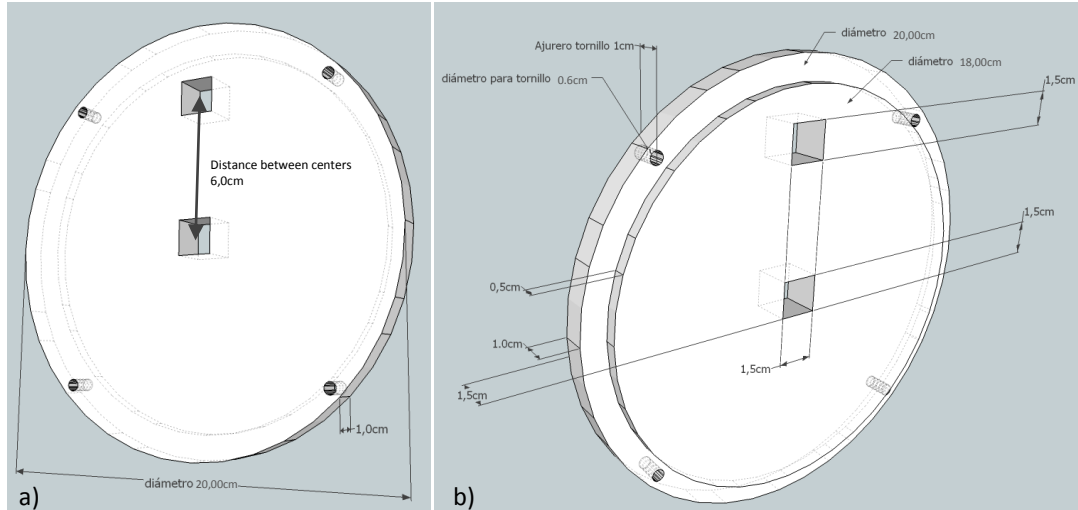 Distance between centers
6,0cm
1,0cm
diámetro 20,00cm
a)
diámetro 20,00cm
Ajurero tornillo 1cm
diámetro 18,00cm
diámetro para tornillo 0.6cm
1,5cm
1,5cm
0,5cm
1.0cm
1,5cm
1,5cm
b)